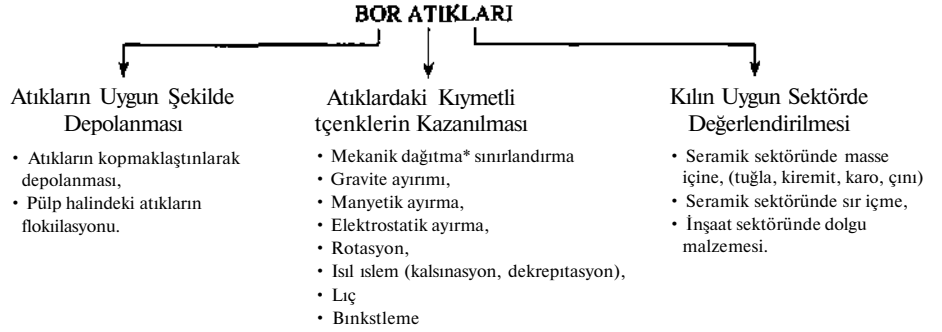 BOR ATIKLARI
Atıkların Uygun Şekilde
Depolanması
• Atıkların kopmaklaştınlarak
depolanması,
• Pülp halindeki atıkların
flokıilasyonu.
Atıklardaki Kıymetli
tçenklerin Kazanılması
• Mekanik dağıtma* sınırlandırma
• Gravite ayırımı,
• Manyetik ayırma,
• Elektrostatik ayırma,
• Rotasyon,
• Isıl ıslem (kalsınasyon, dekrepıtasyon),
• Lıç
• Bınkstleme
Kılın Uygun Sektörde
Değerlendirilmesi
• Seramik sektöründe masse
içine, (tuğla, kiremit, karo, çını)
• Seramik sektöründe sır içme,
• İnşaat sektöründe dolgu
malzemesi.